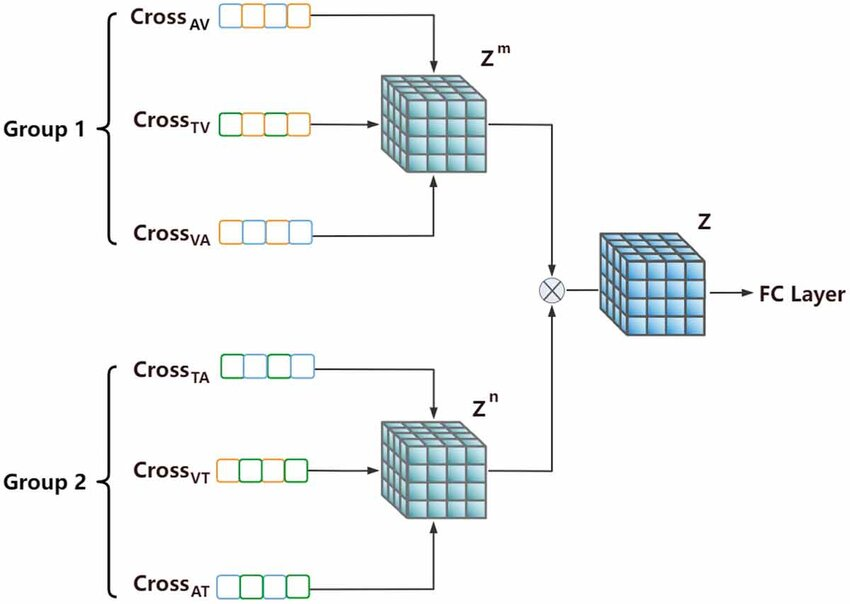 Cross AV
Z m
Group 1
Cross TV
Cross VA
Z
FC Layer
Cross TA
Z n
Group 2
Cross VT
Cross AT